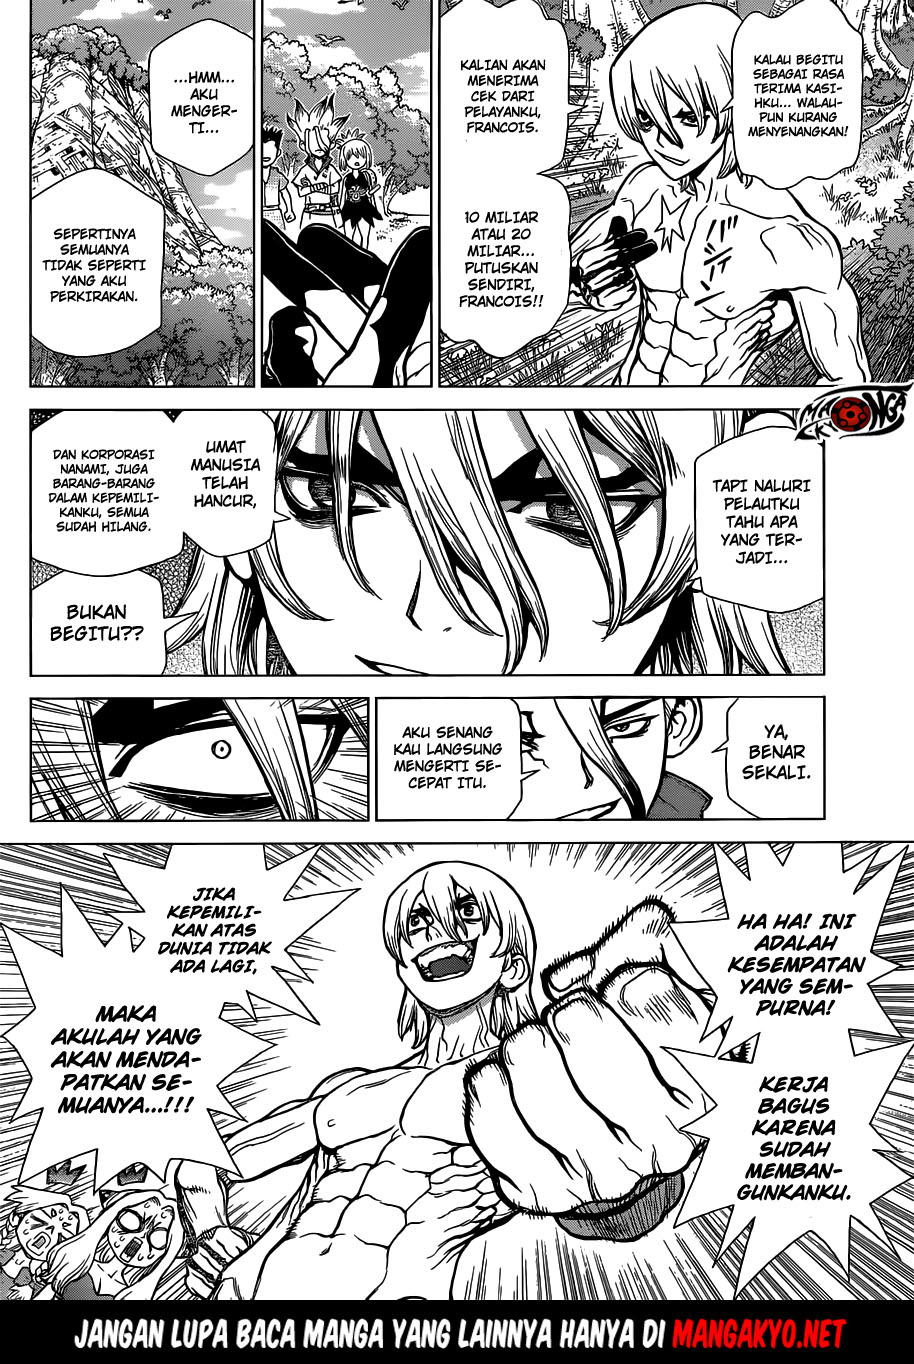 KALAU BEGITU
SEBAGAI RASA
TERIMA KASI-
HKU... WALAU-
PUN KURANG
MENYENANGKAN!
KALIAN AKAN
MENERIMA
CEK DARI
PELAYANKU,
FRANCOIS.
10 MILIAR
ATAU 20
MILIAR...
PUTUSKAN
SENDIRI,
FRANCOIS!!
...HMM...
AKU
MENGER-
TI...
SEPERTINYA
SEMUANYA
TIDAK SEPERTI
YANG AKU
PERKIRAKAN.
MANGA
KYO
TAPI NALURI
PELAUTKU
TAHU APA
YANG TER-
JADI...
UMAT
MANUSIA
TELAH
HANCUR,
DAN KORPORASI
NANAMI, JUGA
BARANG-BARANG
DALAM KEPEMILI-
KANKU, SEMUA
SUDAH HILANG.
BUKAN
BEGITU??
YA,
BENAR
SEKALI.
AKU SENANG
KAU LANGSUNG
MENGERTI SE-
CEPAT ITU.
HA HA! INI
ADALAH
KESEMPATAN
YANG SEM-
PURNA!
KERJA
BAGUS
KARENA
SUDAH
MEMBAN-
GUNKANKU.
JIKA
KEPEMILI-
KAN ATAS
DUNIA TIDAK
ADA LAGI,
MAKA
AKULAH YANG
AKAN MENDA-
PATKAN SE-
MUANYA...!!!
JANGAN LUPA BACA MANGA YANG LAINNYA HANYA DI MANGAKYO.NET